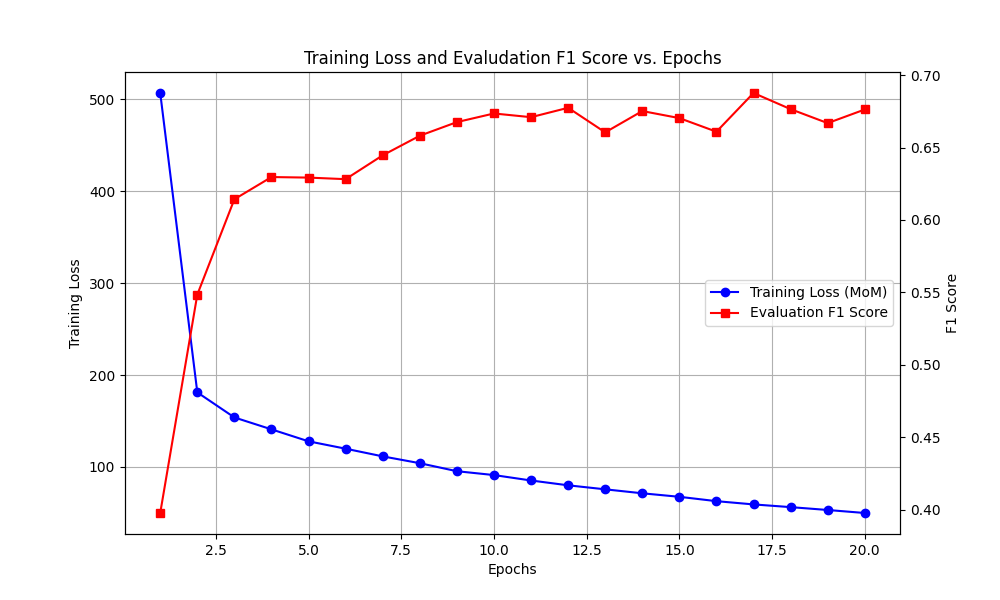 Training Loss and Evaludation F1 Score vs. Epochs
500
400
300
200
100
Training Loss
0.70
0.65
0.60
0.55
0.50
0.45
0.40
F1 Score
Training Loss (MoM)
Evaluation F1 Score
2.5 5.0 7.5 10.0 12.5 15.0 17.5 20.0
Epochs